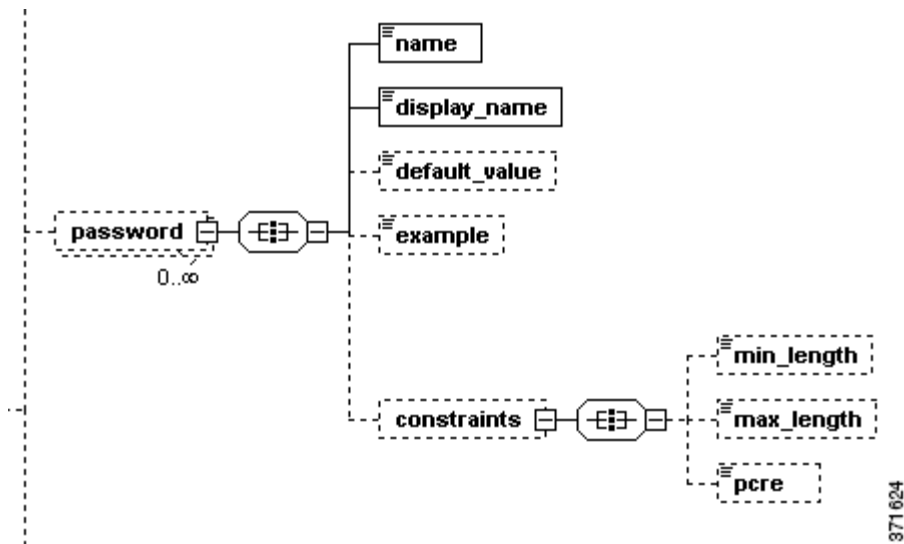 name
display_name
default_value
example
password
0..∞
constraints
min_length
max_length
pcre
371624